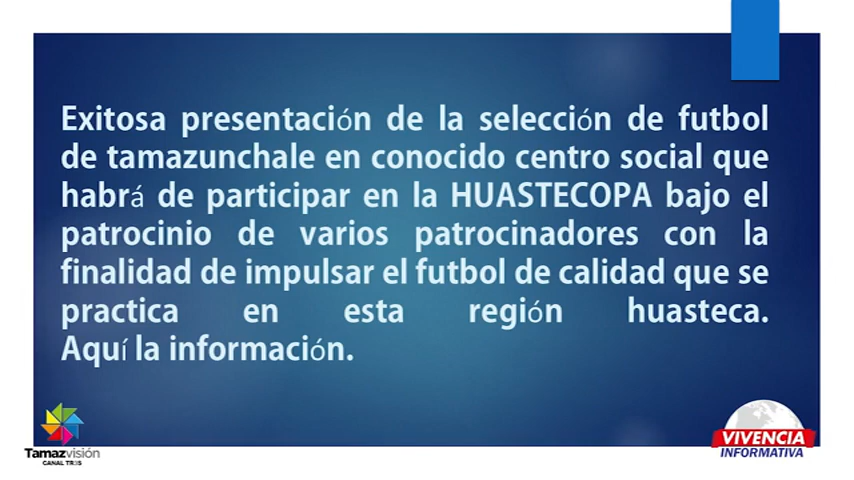 Exitosa presentación de la selección de futbol
de tamazunchale en conocido centro social que
habrá de participar en la HUASTECOPA bajo el
patrocinio de varios patrocinadores con la
finalidad de impulsar el futbol de calidad que se
practica en esta región huasteca.
Aquí la información.
Tamazvisión
CANAL TR3S
VIVENCIA
INFORMATIVA